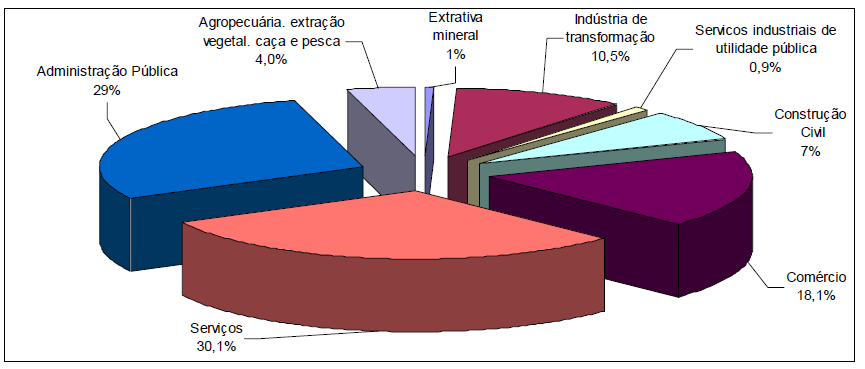 Agropecuária. extração
vegetal. caça e pesca
4,0%
Extrativa
mineral
1%
Indústria de
transformação
10,5%
Servicos industriais de
utilidade pública
0,9%
Administração Pública
29%
Construção
Civil
7%
Comércio
18,1%
Serviços
30,1%